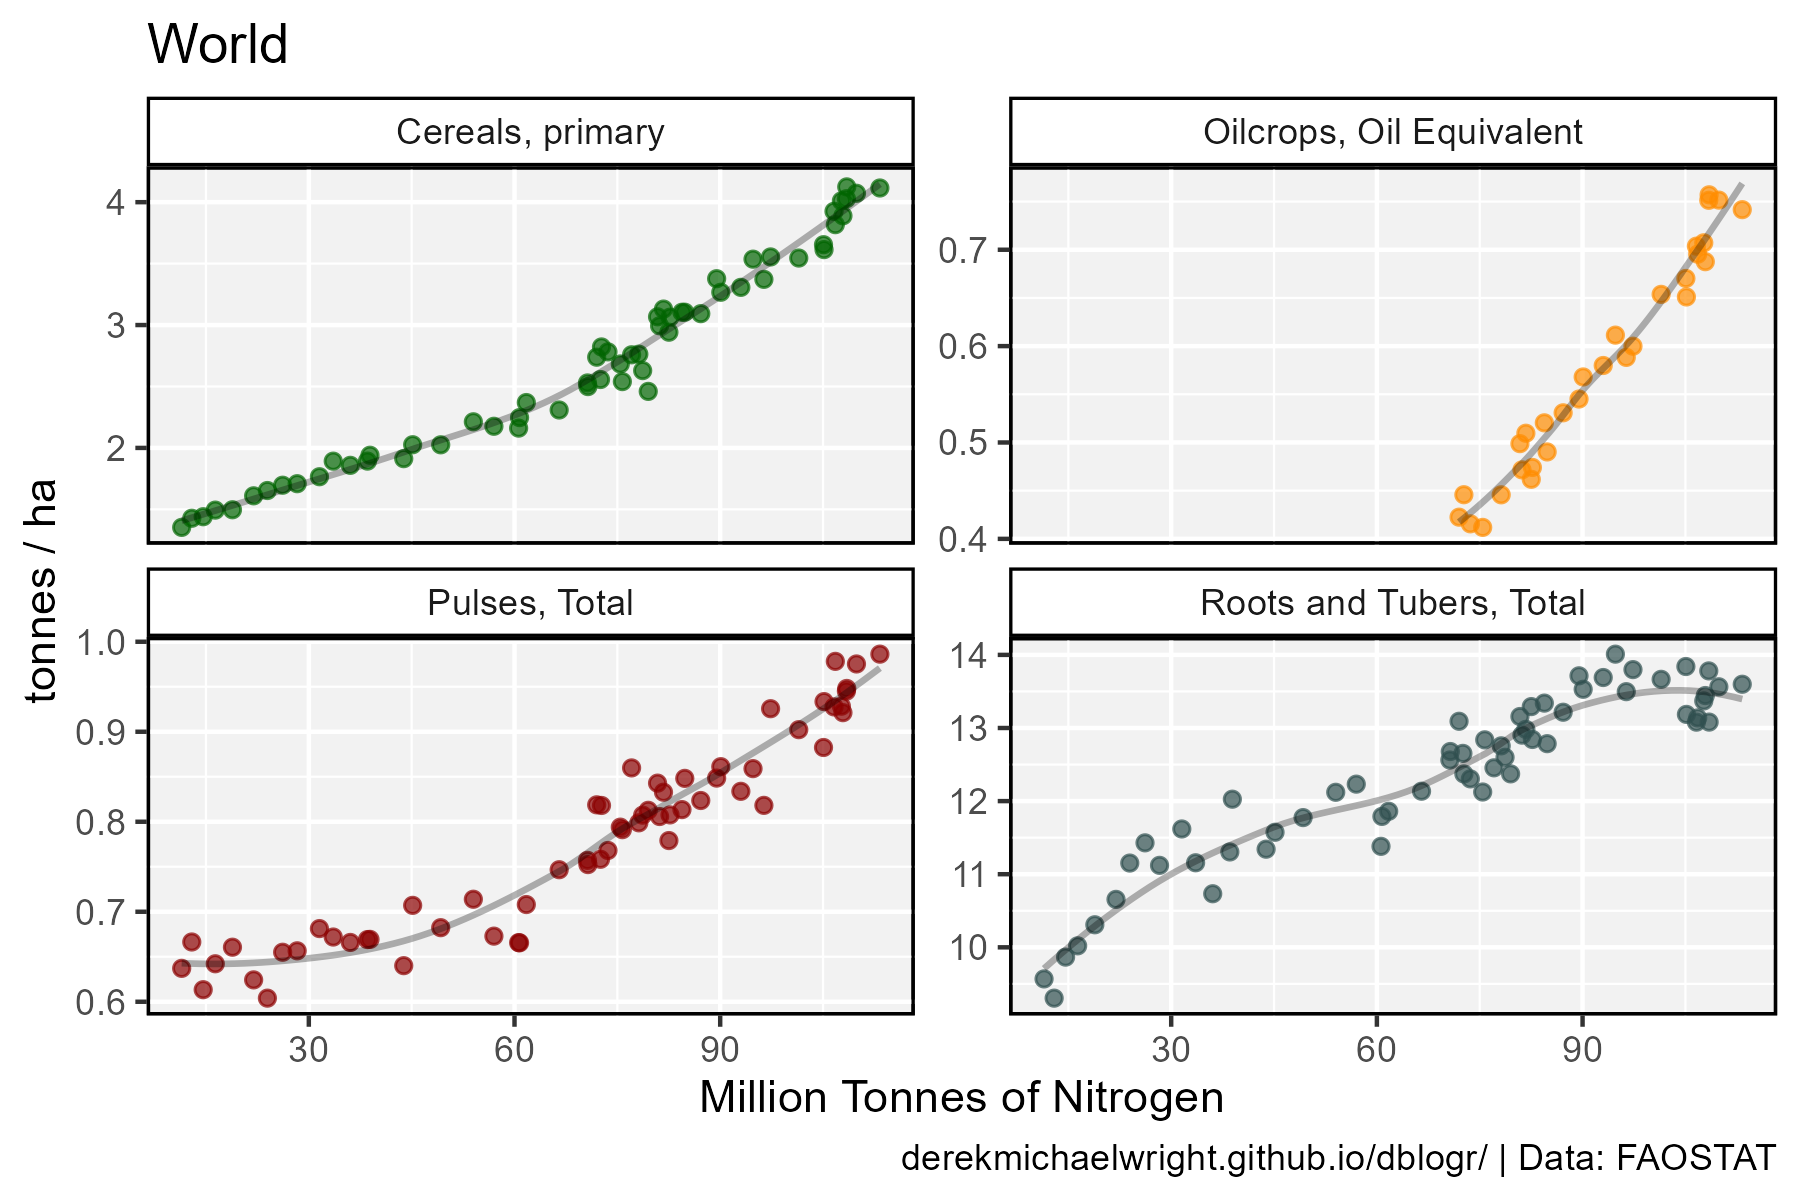 World
Cereals, primary
Oilcrops, Oil Equivalent
4
3
2
0.7
0.6
0.5
0.4
tonnes / ha
Pulses, Total
Roots and Tubers, Total
1.0
0.9
0.8
0.7
0.6
14
13
12
11
10
30 60 90
30 60 90
Million Tonnes of Nitrogen
derekmichaelwright.github.io/dblogr/ | Data: FAOSTAT